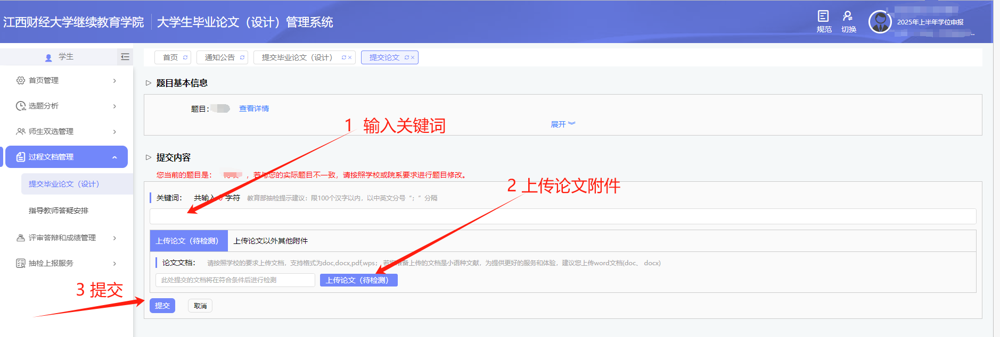 江西财经大学继续教育学院 大学生毕业论文（设计）管理系统
规范 切换
2025年上半年学位申报
学生
首页管理
选题分析
师生双选管理
过程文档管理
提交毕业论文（设计）
指导教师答疑安排
评审答辩和成绩管理
抽检上报服务
首页 通知公告 提交毕业论文（设计） 提交论文
题目基本信息
题目： 查看详情
1 输入关键词
展开
提交内容
您当前的题目是： ，若与您的实际题目不一致，请按照学校或院系要求进行题目修改。
2 上传论文附件
关键词： 共输入0 字符 教育部抽检提示建议：限100个汉字以内，以中英文分号“；”分隔
上传论文（待检测） 上传论文以外其他附件
论文文档： 请按照学校的要求上传文档，支持格式为doc,docx,pdf,wps； 若您准备上传的文档是小语种文献，为提供更好的服务和体验，建议您上传word文档(doc、 docx)
此处提交的文档将在符合条件后进行检测 上传论文（待检测）
3 提交
提交 取消